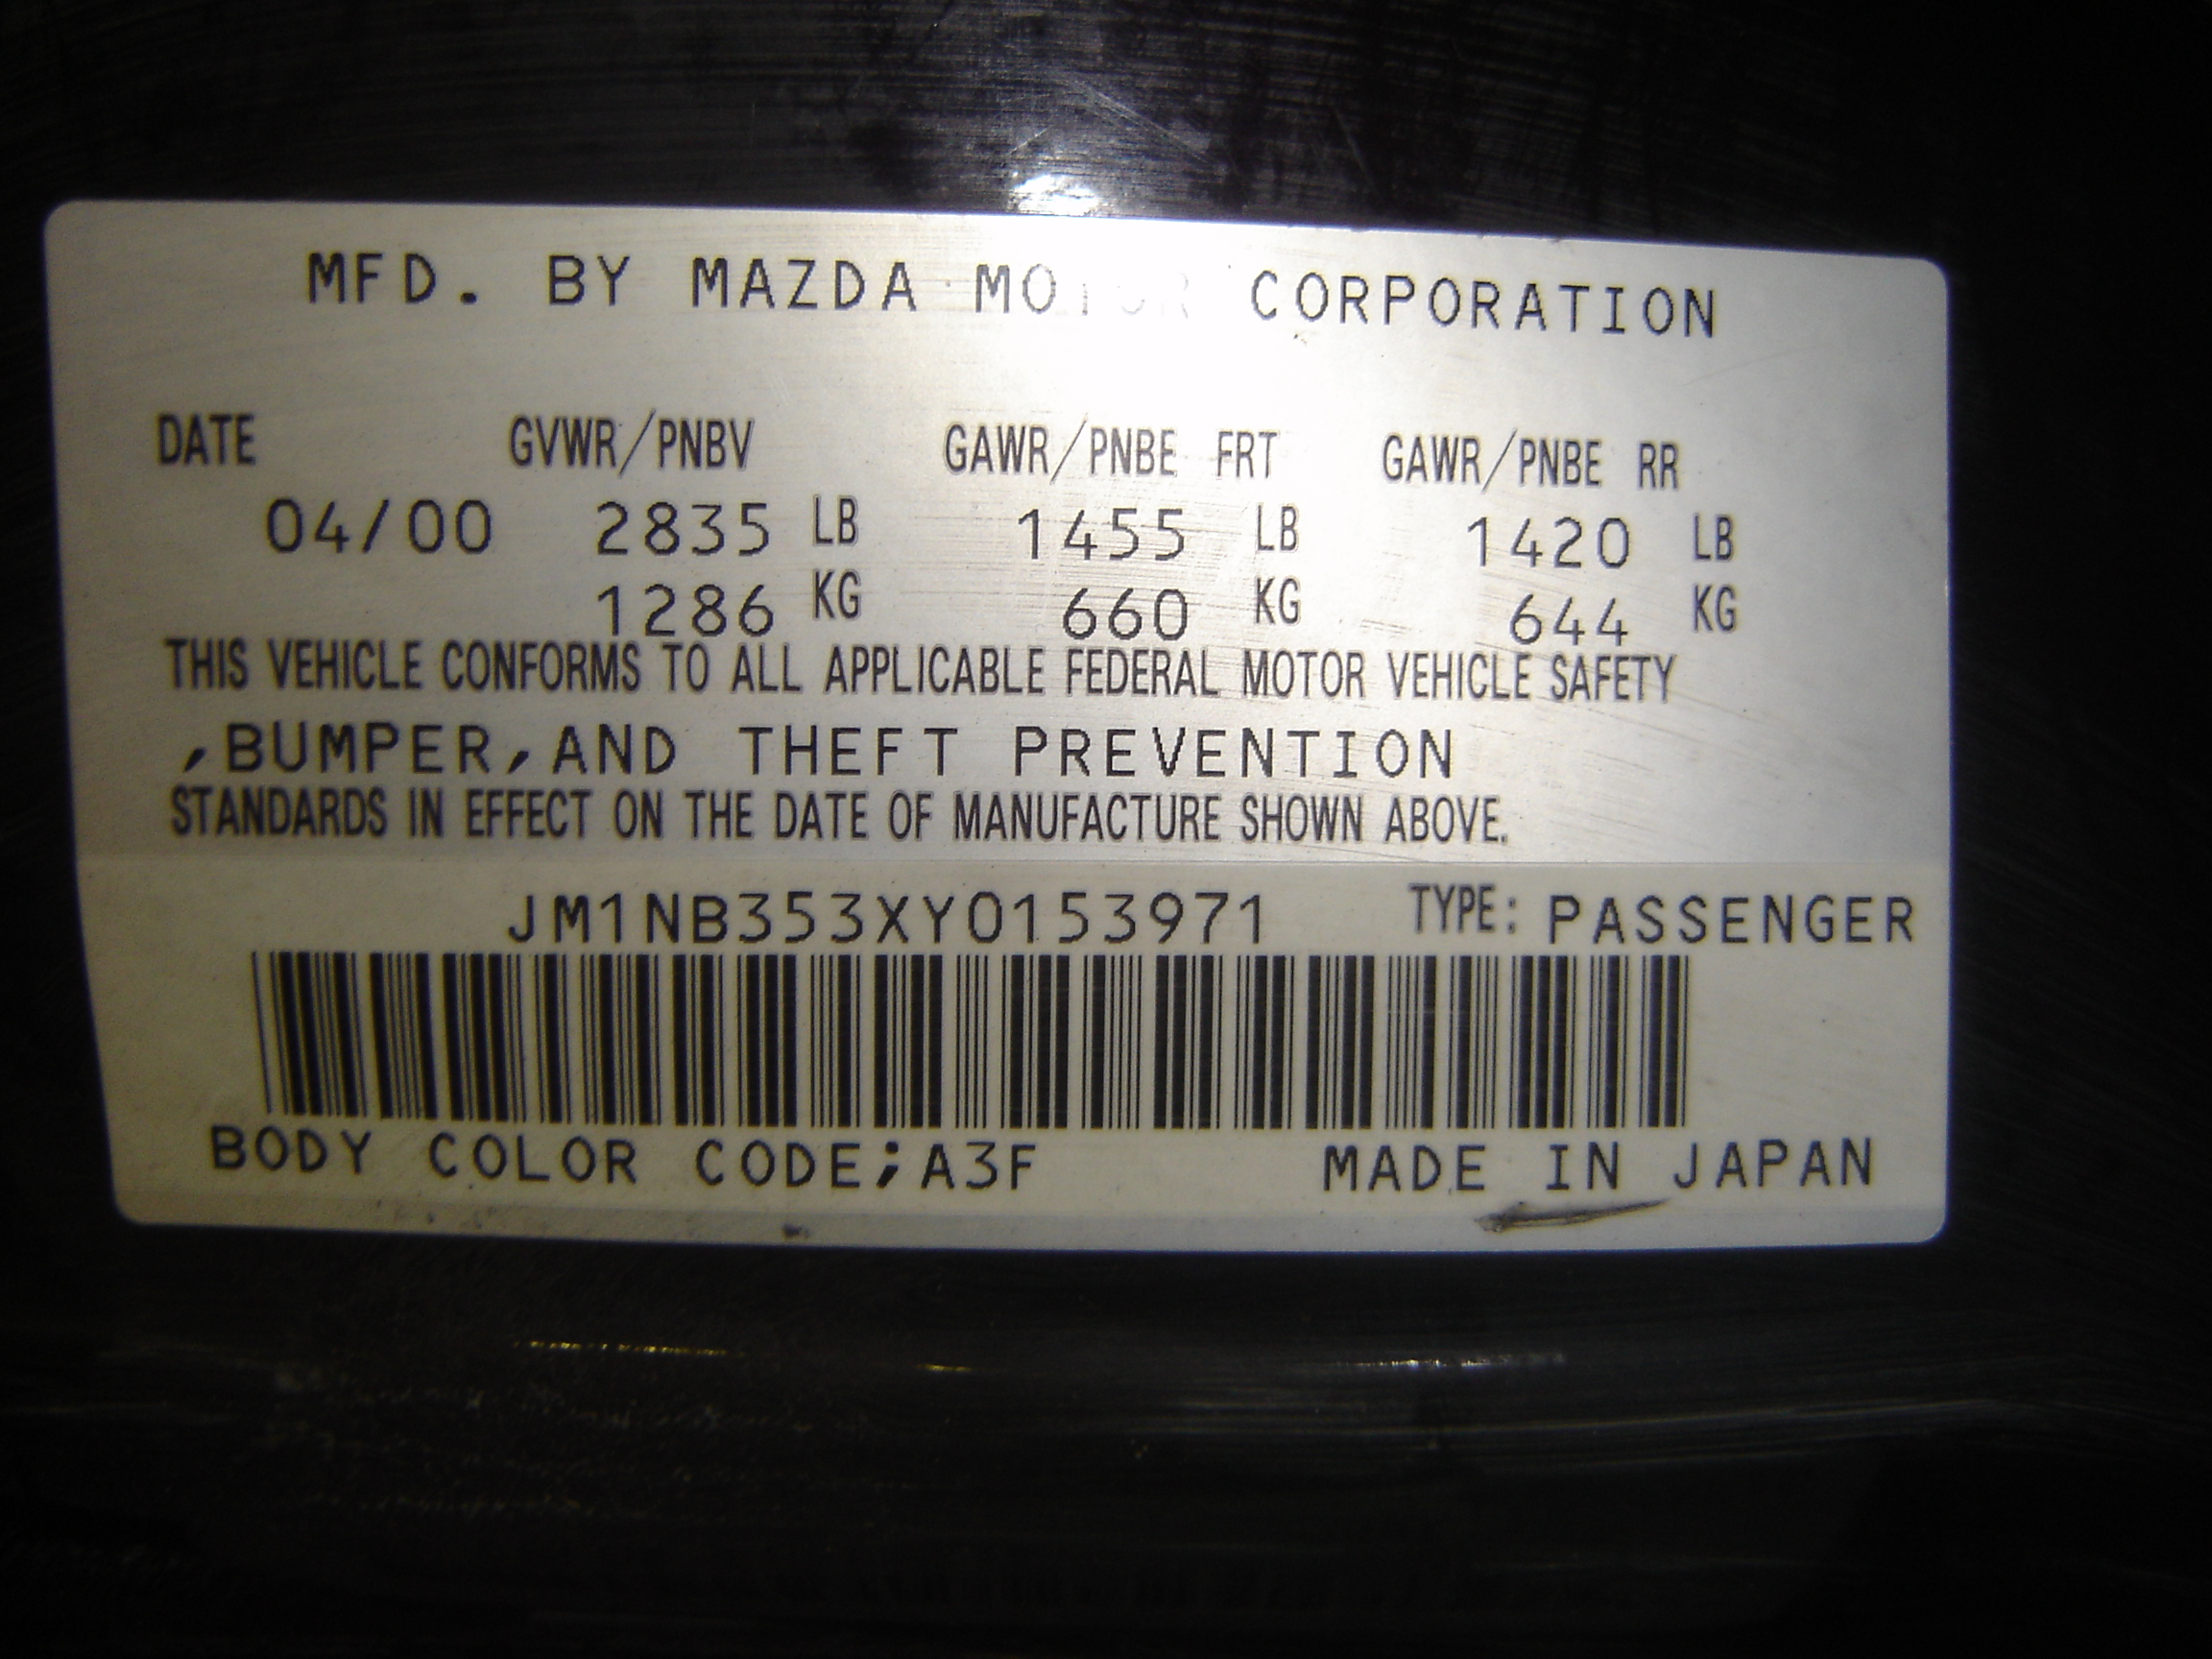 MFD. BY MAZDA MOTOR CORPORATION
DATE GVWR/PNBV GAWR/PNBE FRT GAWR/PNBE RR
04/00 2835 LB 1455 LB 1420 LB
1286 KG 660 KG 644 KG
THIS VEHICLE CONFORMS TO ALL APPLICABLE FEDERAL MOTOR VEHICLE SAFETY
,BUMPER,AND THEFT PREVENTION
STANDARDS IN EFFECT ON THE DATE OF MANUFACTURE SHOWN ABOVE.
JM1NB353XY0153971 TYPE: PASSENGER
BODY COLOR CODE;A3F MADE IN JAPAN